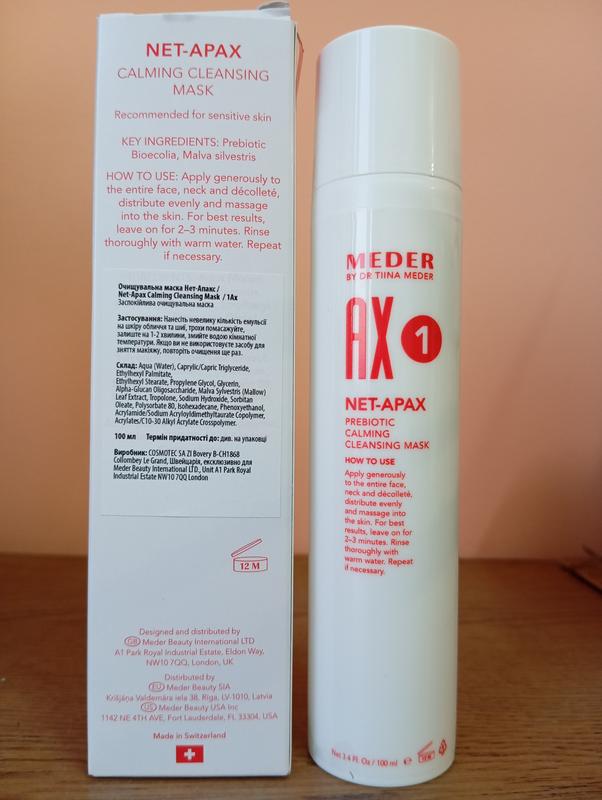 NET-APAX
CALMING CLEANSING
MASK
Recommended for sensitive skin
KEY INGREDIENTS: Prebiotic
Bioecolia, Malva silvestris
HOW TO USE: Apply generously to
the entire face, neck and décolleté,
distribute evenly and massage
into the skin. For best results,
leave on for 2–3 minutes. Rinse
thoroughly with warm water. Repeat
if necessary.
Очищувальна маска Нет-Апакс /
Net-Apax Calming Cleansing Mask / 1Ax
Заспокійлива очищувальна маска
Застосування: Нанесіть невелику кількість емульсії
на шкіру обличчя та шиї, трохи помасажуйте,
залиште на 1-2 хвилини, змийте водою кімнатної
температури. Якщо ви не використовуєте засобу для
зняття макіяжу, повторіть очищення ще раз.
Склад: Aqua (Water), Caprylic/Capric Triglyceride,
Ethylhexyl Palmitate,
Ethylhexyl Stearate, Propylene Glycol, Glycerin,
Alpha-Glucan Oligosaccharide, Malva Sylvestris (Mallow)
Leaf Extract, Tropolone, Sodium Hydroxide, Sorbitan
Oleate, Polysorbate 80, Isohexadecane, Phenoxyethanol,
Acrylamide/Sodium Acryloyldimethyltaurate Copolymer,
Acrylates/C10-30 Alkyl Acrylate Crosspolymer.
100 мл Термін придатності до: див. на упаковці
Виробник: COSMOTEC SA ZI Bovery B-CH1868
Collombey Le Grand, Швейцарія, ексклюзивно для
Meder Beauty International LTD., Unit A1 Park Royal
Industrial Estate NW10 7QQ London
12 M
Designed and distributed by
GB Meder Beauty International LTD
A1 Park Royal Industrial Estate, Eldon Way,
NW10 7QQ, London, UK
Distirbuted by
EU Meder Beauty SIA
Krišjāņa Valdemāra iela 38, Riga, LV-1010, Latvia
US Meder Beauty USA Inc
1142 NE 4TH AVE, Fort Lauderdale, FL 33304, USA
Made in Switzerland
MEDER
BY DR TIINA MEDER
AX 1
NET-APAX
PREBIOTIC
CALMING
CLEANSING MASK
HOW TO USE
Apply generously
to the entire face,
neck and décolleté,
distribute evenly
and massage into
the skin. For best
results, leave on for
2–3 minutes. Rinse
thoroughly with
warm water. Repeat
if necessary.
Net 3.4 Fl. Oz / 100 ml e 12M